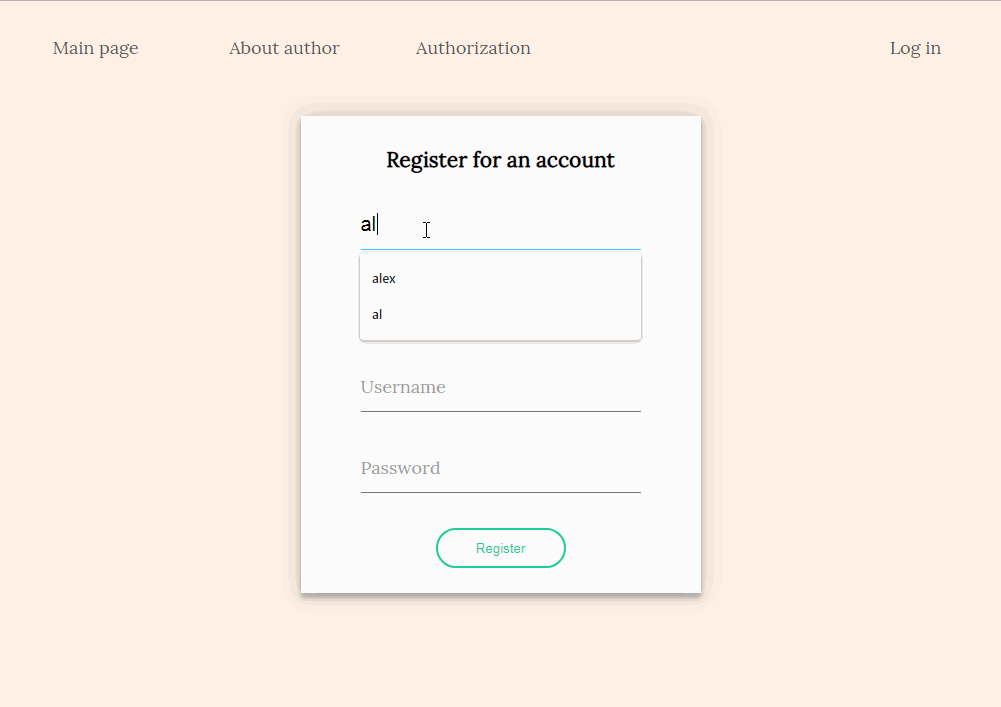 Main page About author Authorization Log in
Register for an account
al
alex
al
Username
Password
Register